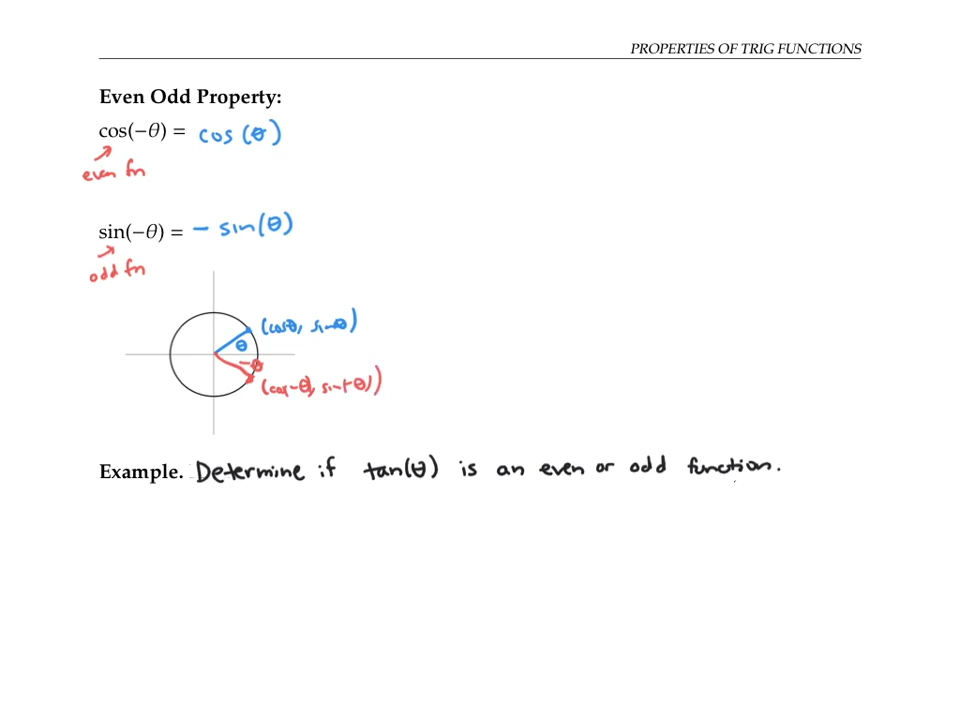 PROPERTIES OF TRIG FUNCTIONS
Even Odd Property:
cos(−θ) = cos(θ)
even fn
sin(−θ) = − sin(θ)
odd fn
(cosθ, sinθ)
θ
−θ
(cos−θ), sin(−θ))
Example. Determine if tan(θ) is an even or odd function.